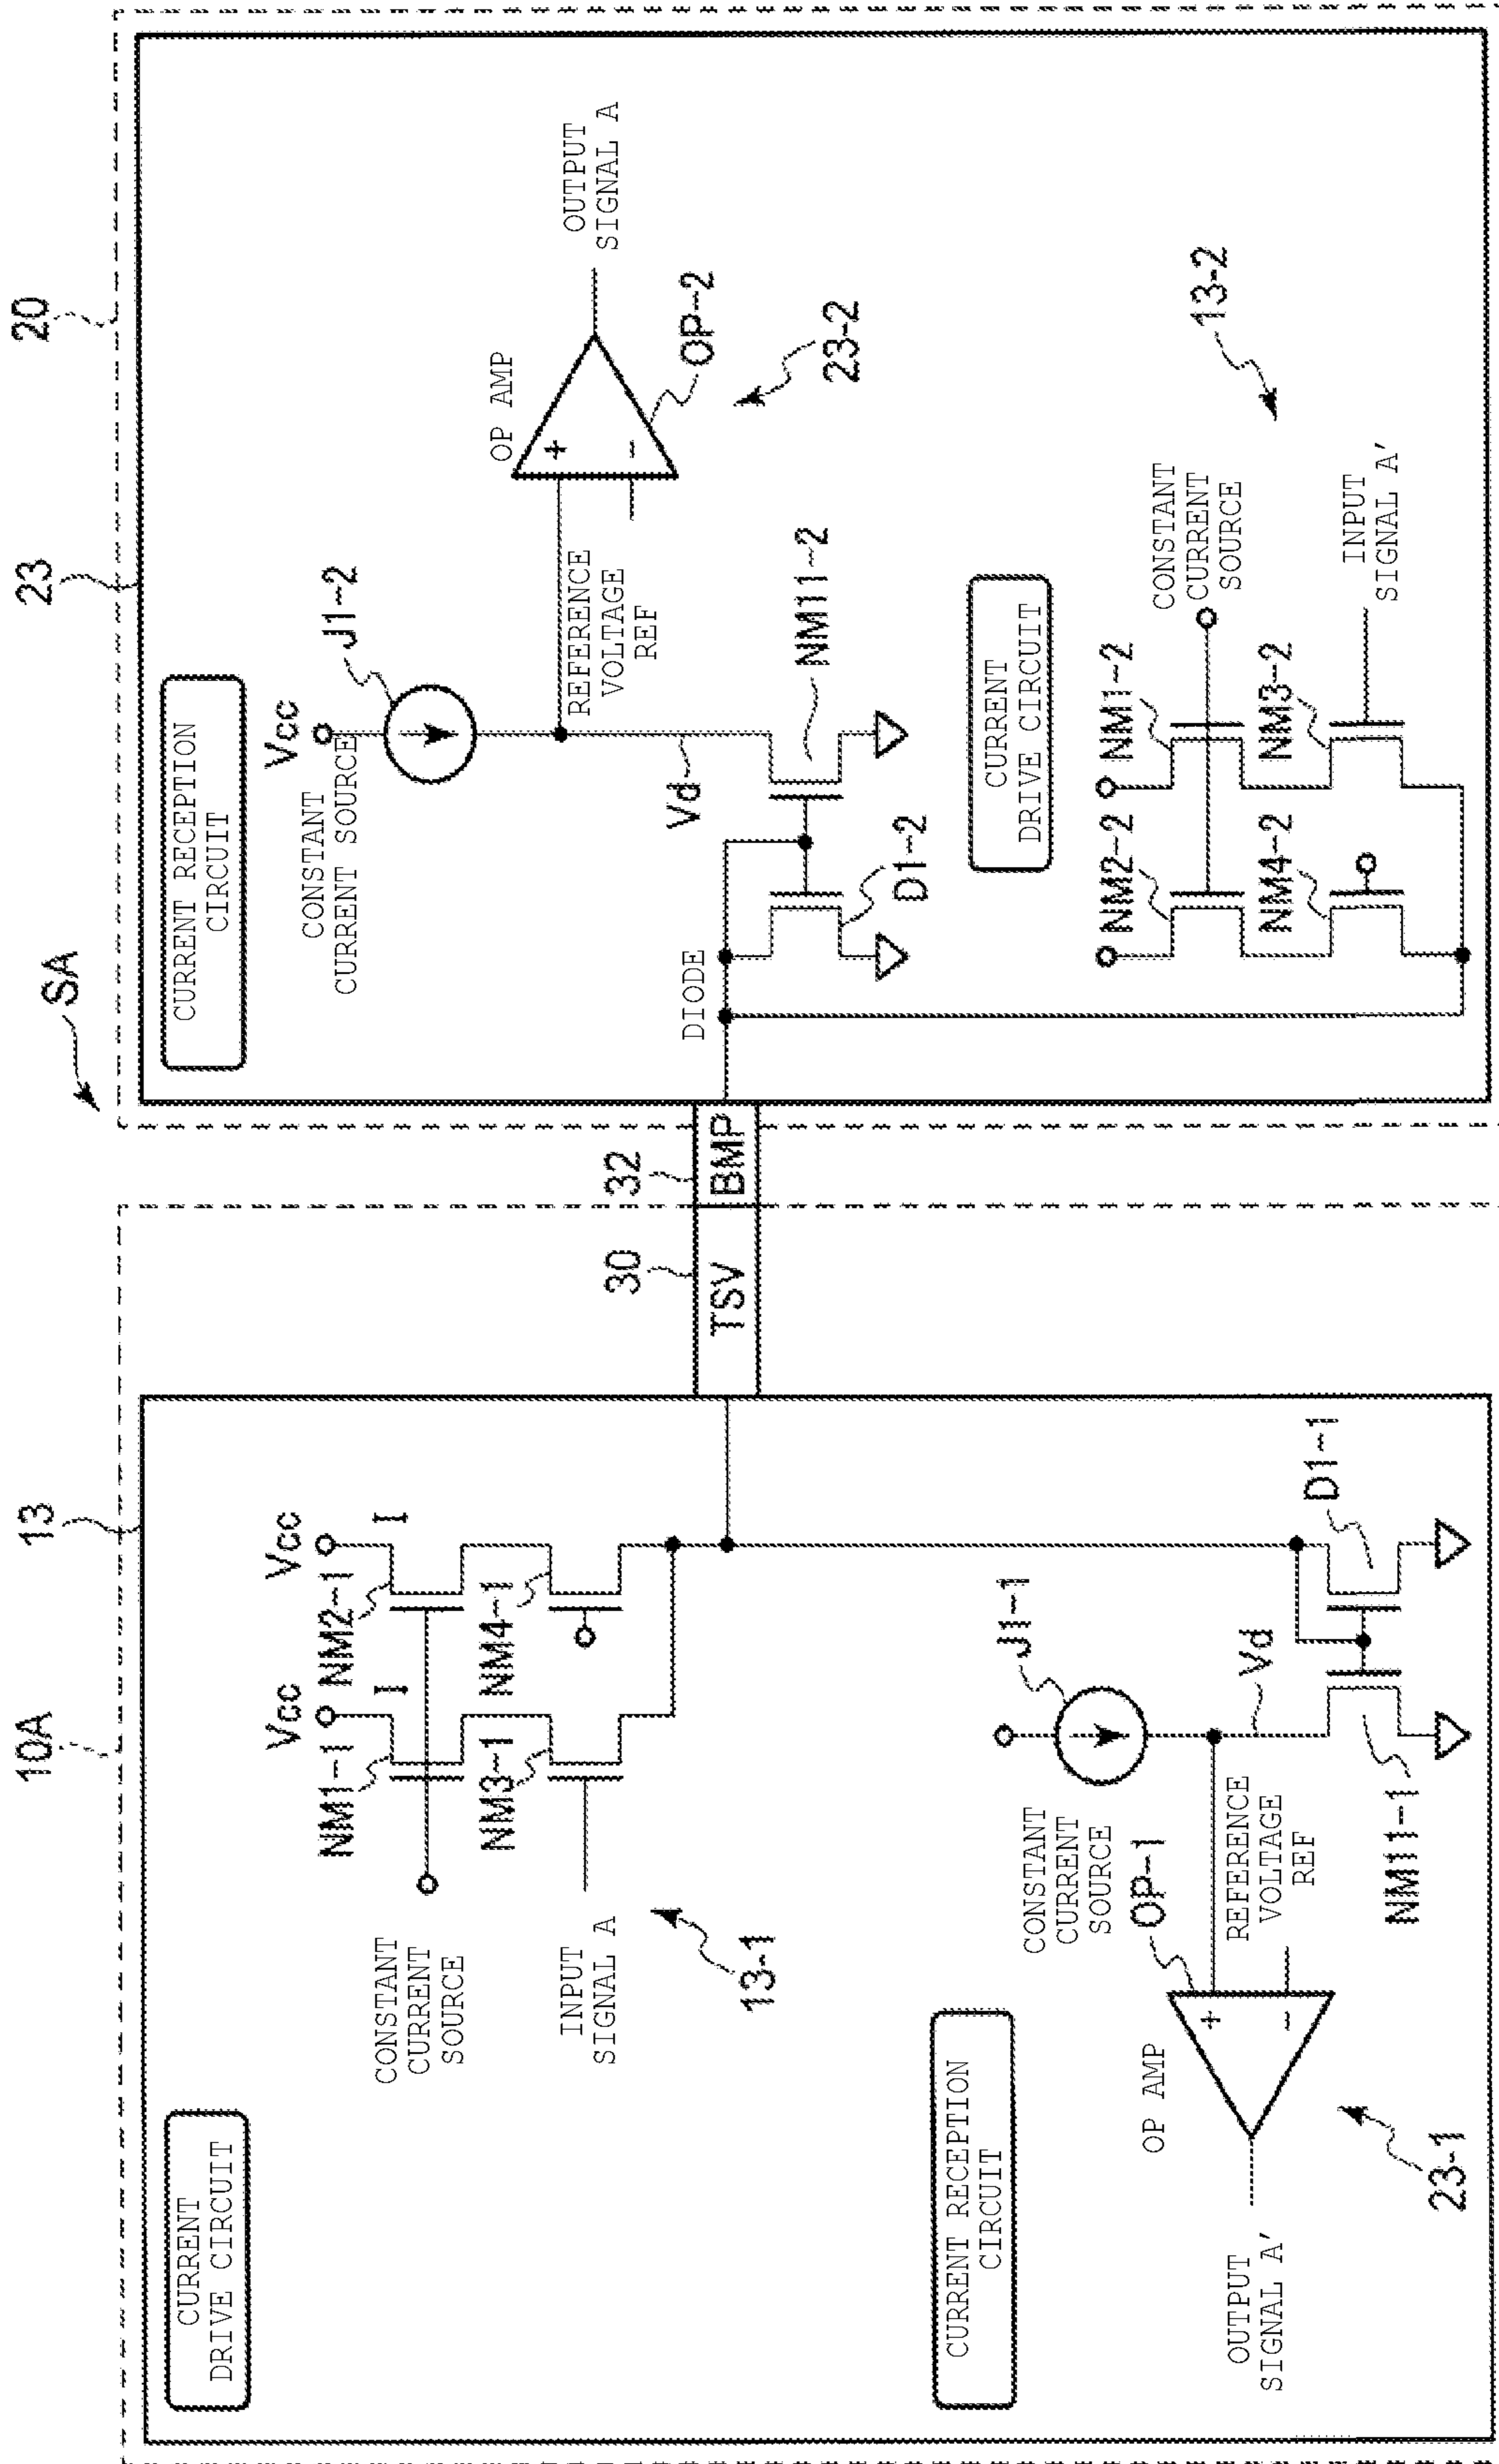 10A
13
CURRENT
DRIVE CIRCUIT
Vcc
Vcc
I
I
NM1-1
NM2-1
NM3-1
NM4-1
CONSTANT
CURRENT
SOURCE
INPUT
SIGNAL A
13-1
CURRENT RECEPTION
CIRCUIT
CONSTANT
CURRENT
SOURCE
J1-1
OP-1
OP AMP
+
-
REFERENCE
VOLTAGE
REF
Vd
D1-1
NM11-1
OUTPUT
SIGNAL A'
23-1
30
TSV
32
BMP
SA
20
23
CURRENT RECEPTION
CIRCUIT
Vcc
CONSTANT
CURRENT SOURCE
J1-2
OP AMP
+
-
OP-2
OUTPUT
SIGNAL A
REFERENCE
VOLTAGE
REF
23-2
Vd
DIODE
D1-2
NM11-2
CURRENT
DRIVE CIRCUIT
NM2-2
NM1-2
NM4-2
NM3-2
CONSTANT
CURRENT
SOURCE
INPUT
SIGNAL A'
13-2